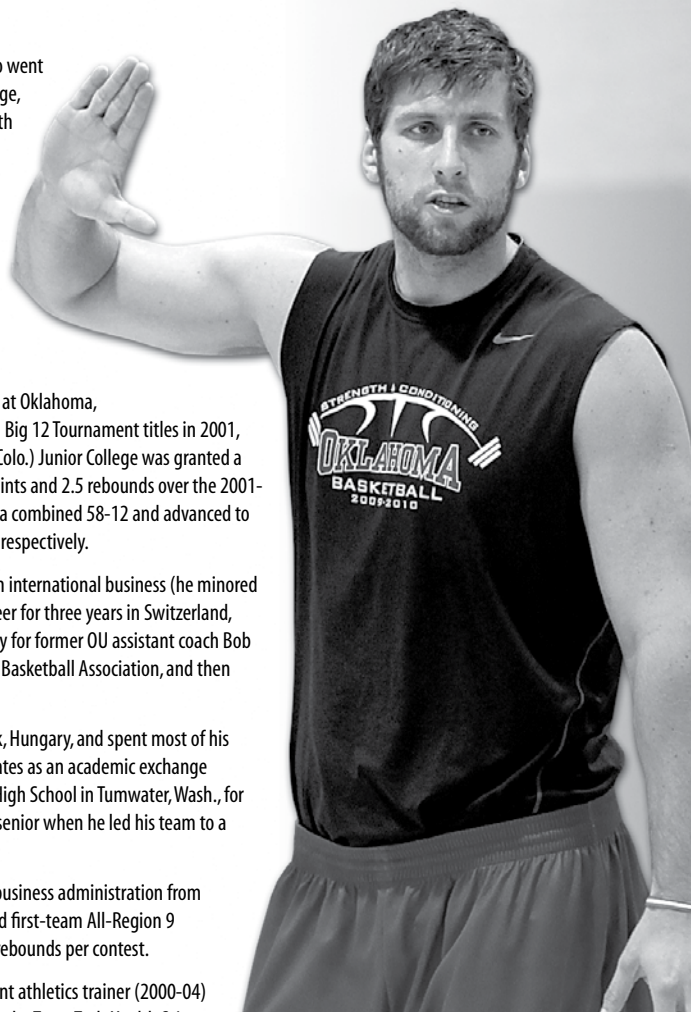 o went
ge,
th
at Oklahoma,
Big 12 Tournament titles in 2001,
Colo.) Junior College was granted a
ints and 2.5 rebounds over the 2001-
a combined 58-12 and advanced to
respectively.
n international business (he minored
eer for three years in Switzerland,
y for former OU assistant coach Bob
Basketball Association, and then
k, Hungary, and spent most of his
ates as an academic exchange
High School in Tumwater, Wash., for
senior when he led his team to a
business administration from
d first-team All-Region 9
rebounds per contest.
nt athletics trainer (2000-04)
STRENGTH & CONDITIONING
OKLAHOMA
BASKETBALL
2009-2010